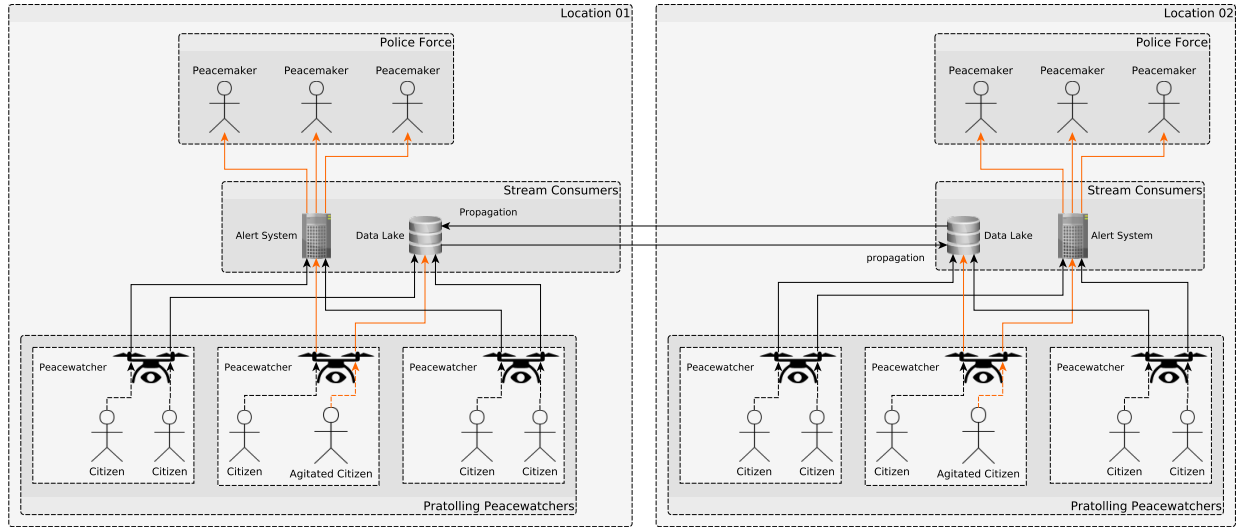 Location 01
Police Force
Peacemaker Peacemaker Peacemaker
Stream Consumers
Propagation
Alert System Data Lake
propagation
Peacewatcher Peacewatcher Peacewatcher
Citizen Citizen Citizen Agitated Citizen Citizen Citizen
Pratolling Peacewatchers
Location 02
Police Force
Peacemaker Peacemaker Peacemaker
Stream Consumers
Data Lake Alert System
Peacewatcher Peacewatcher Peacewatcher
Citizen Citizen Citizen Agitated Citizen Citizen Citizen
Pratolling Peacewatchers